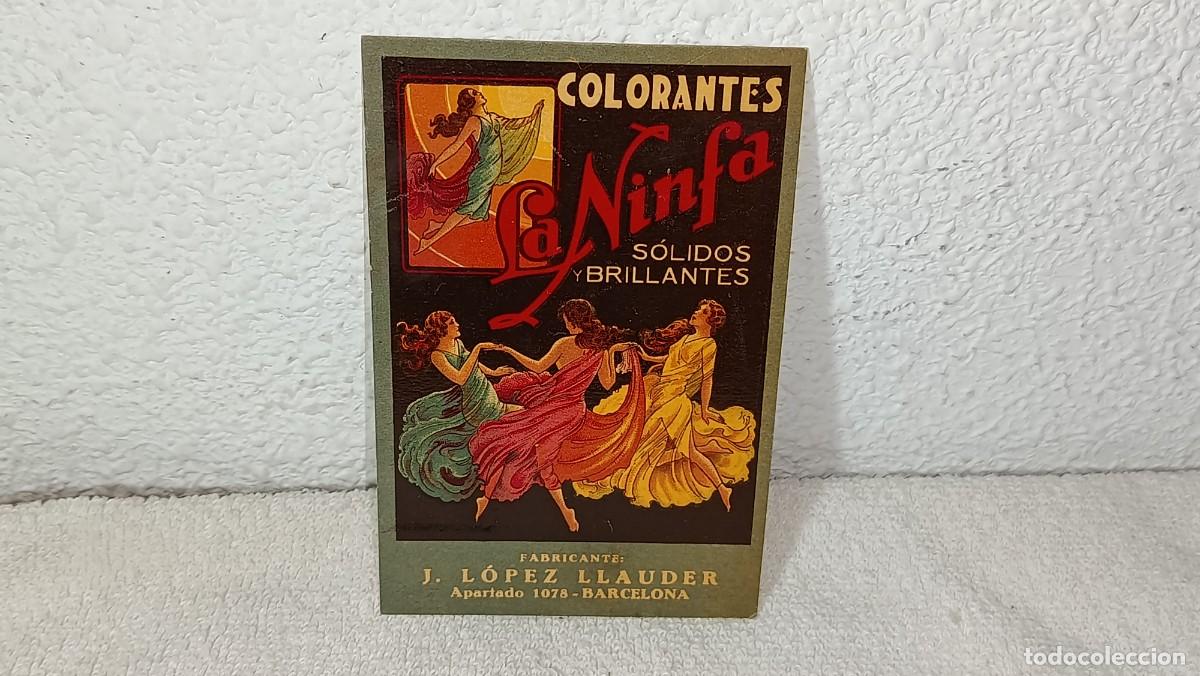 COLORANTES
La Ninfa
SÓLIDOS
Y BRILLANTES
FABRICANTE:
J. LÓPEZ LLAUDER
Apartado 1078 - BARCELONA
todocoleccion